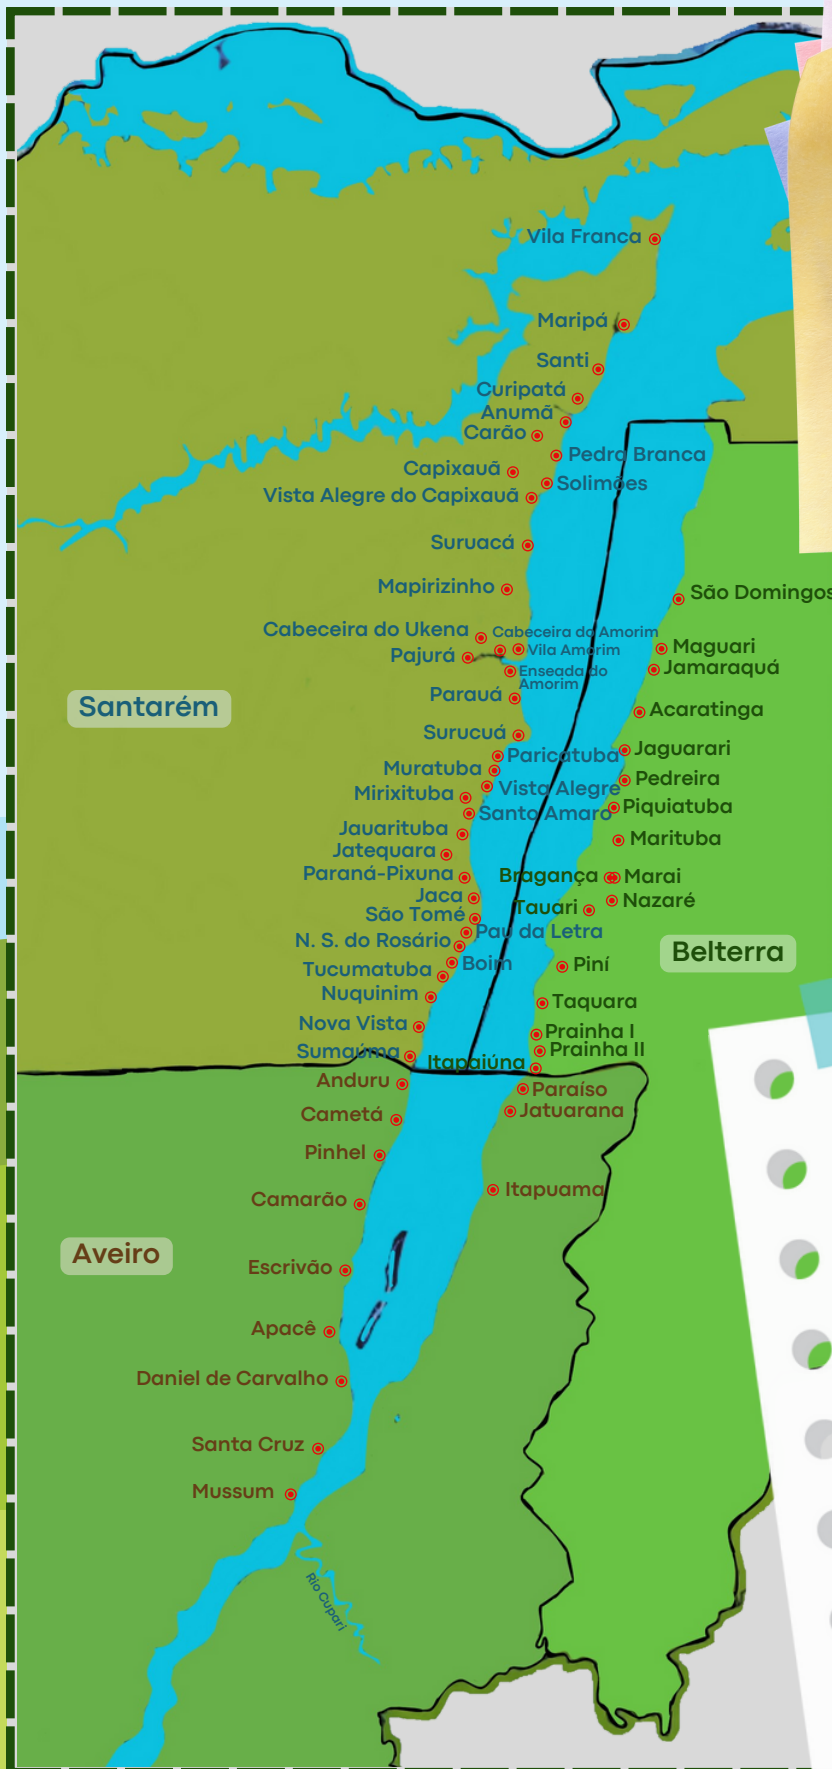 Vila Franca
Maripá
Santi
Curipatá
Anumã
Carão
Pedra Branca
Capixauã
Solimões
Vista Alegre do Capixauã
Suruacá
Mapirizinho
São Domingos
Cabeceira do Ukena
Cabeceira do Amorim
Vila Amorim
Maguari
Pajurá
Jamaraquá
Enseada do
Amorim
Parauá
Santarém
Acaratinga
Surucuá
Jaguarari
Paricatuba
Muratuba
Pedreira
Vista Alegre
Mirixituba
Piquiatuba
Santo Amaro
Jauarituba
Marituba
Jatequara
Paraná-Pixuna
Bragança
Marai
Jaca
Nazaré
Tauari
São Tomé
Pau da Letra
N. S. do Rosário
Belterra
Boim
Piní
Tucumatuba
Nuquinim
Taquara
Nova Vista
Prainha I
Prainha II
Sumaúma
Itapaiúna
Anduru
Paraíso
Cametá
Jatuarana
Pinhel
Itapuama
Camarão
Aveiro
Escrivão
Apacê
Daniel de Carvalho
Santa Cruz
Mussum
Rio Cupari